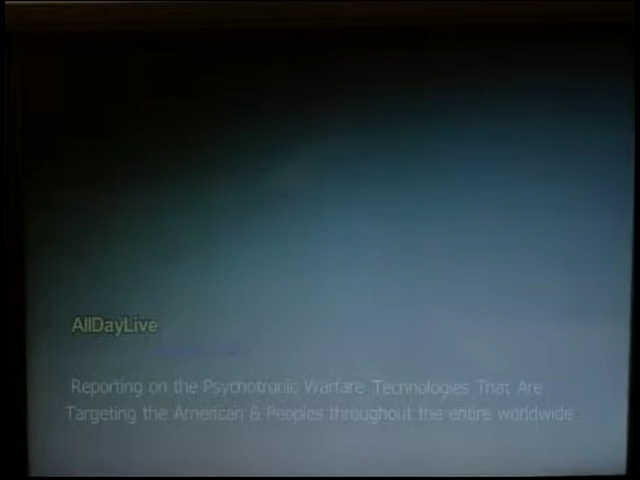 AllDayLive
Reporting on the Psychotronic Warfare Technologies That Are
Targeting the American & Peoples throughout the entire worldwide